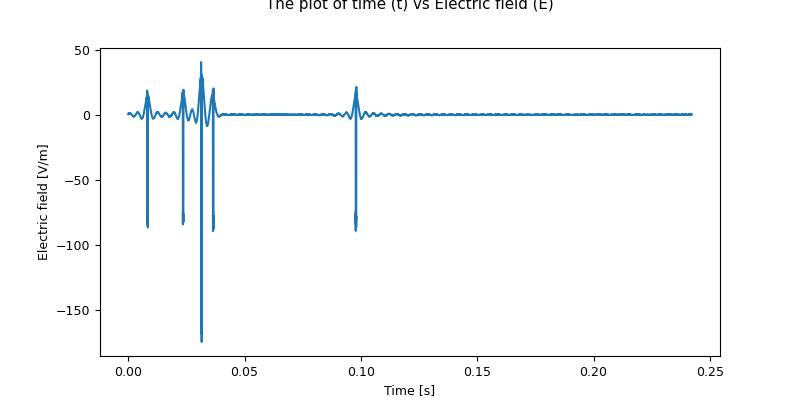 The plot of time (t) vs Electric field (E)
50
0
−50
−100
−150
Electric field [V/m]
0.00 0.05 0.10 0.15 0.20 0.25
Time [s]